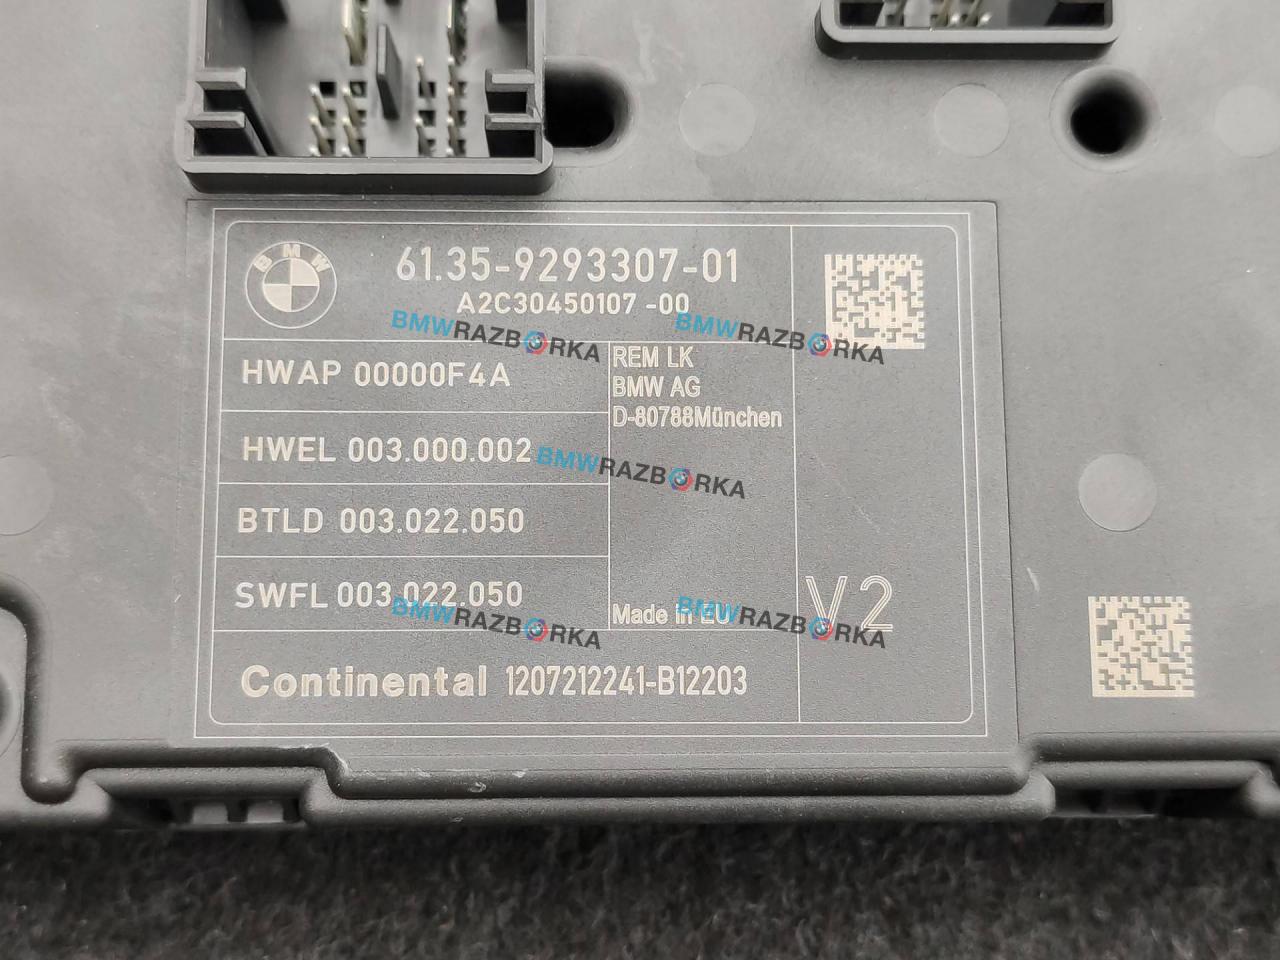 BMW
61.35-9293307-01
A2C30450107-00
BMWRAZBORKA BMWRAZBORKA
HWAP 00000F4A
REM LK
BMW AG
D-80788München
HWEL 003.000.002
BMWRAZBORKA
BTLD 003.022.050
SWFL 003.022.050
BMWRAZBORKA BMWRAZBORKA
Made in EU
V2
Continental 1207212241-B12203